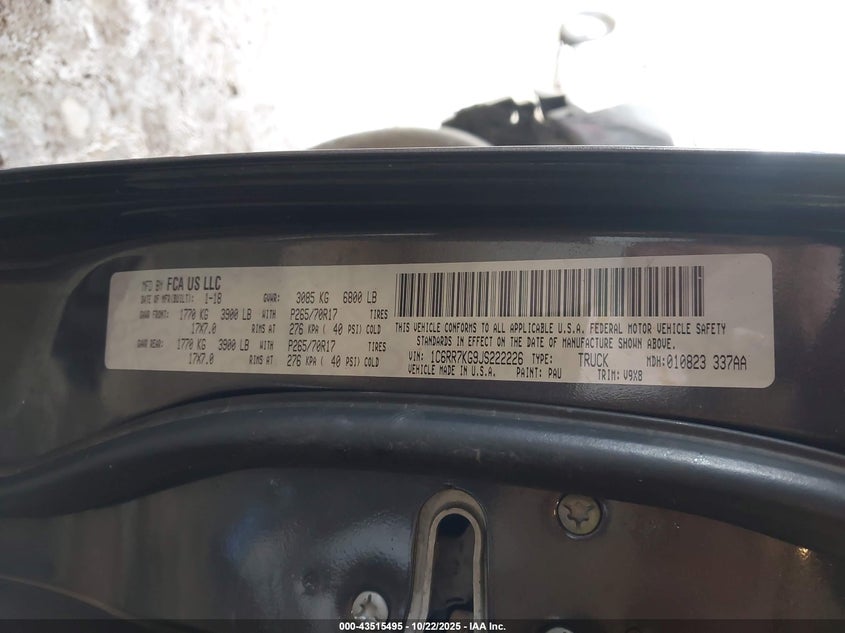 MFD BY FCA US LLC
DATE OF MFR(BUILT): 1-18 GVWR: 3085 KG 6800 LB
GAWR FRONT: 1770 KG 3900 LB WITH P265/70R17 TIRES
17X7.0 RIMS AT 276 KPA ( 40 PSI) COLD
GAWR REAR: 1770 KG 3900 LB WITH P265/70R17 TIRES
17X7.0 RIMS AT 276 KPA ( 40 PSI) COLD
THIS VEHICLE CONFORMS TO ALL APPLICABLE U.S.A. FEDERAL MOTOR VEHICLE SAFETY
STANDARDS IN EFFECT ON THE DATE OF MANUFACTURE SHOWN ABOVE.
VIN: 1C6RR7KG9JS222226 TYPE: TRUCK MDH: 010823 337AA
VEHICLE MADE IN U.S.A. PAINT: PAU TRIM: V9X8
000-43515495 - 10/22/2025 - IAA Inc.